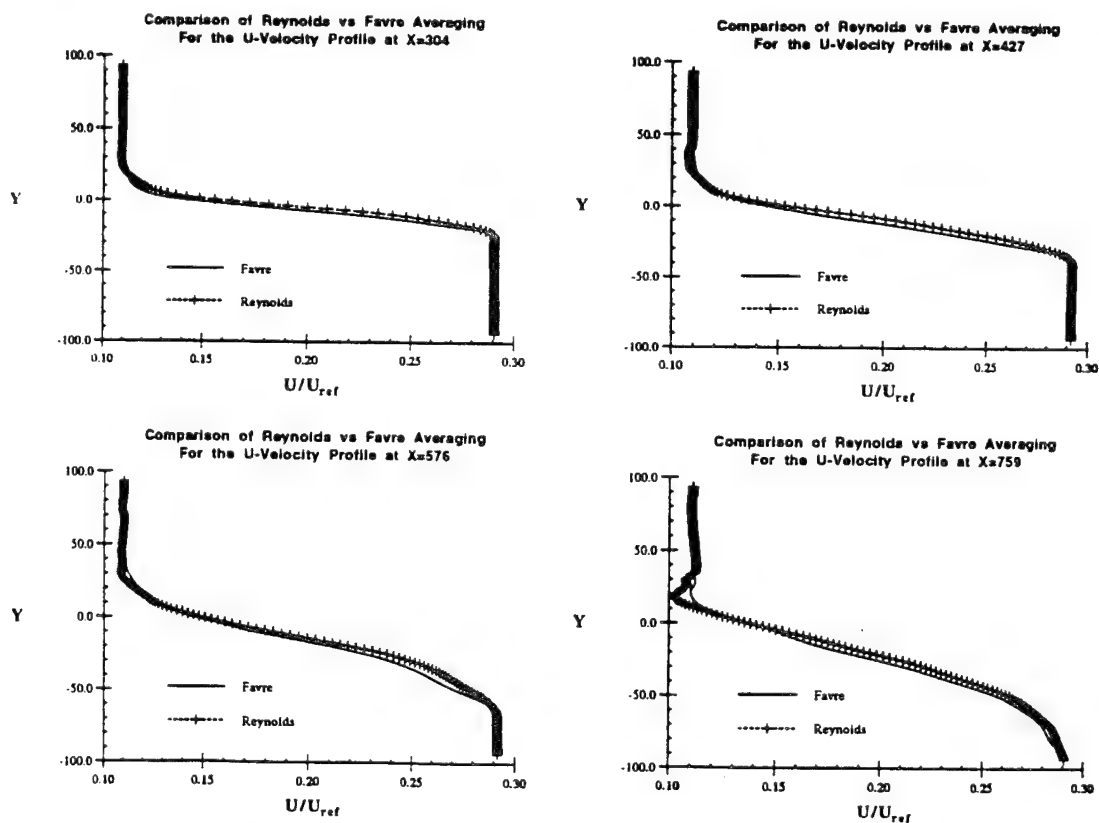 Comparison of Reynolds vs Favre Averaging
For the U-Velocity Profile at X=304
100.0
50.0
Y
0.0
-50.0
Favre
Reynolds
-100.0
0.10
0.15
0.20
0.25
0.30
U/Uref
Comparison of Reynolds vs Favre Averaging
For the U-Velocity Profile at X=427
100.0
50.0
Y
0.0
-50.0
Favre
Reynolds
-100.0
0.10
0.15
0.20
0.25
0.30
U/Uref
Comparison of Reynolds vs Favre Averaging
For the U-Velocity Profile at X=576
100.0
50.0
Y
0.0
-50.0
Favre
Reynolds
-100.0
0.10
0.15
0.20
0.25
0.30
U/Uref
Comparison of Reynolds vs Favre Averaging
For the U-Velocity Profile at X=759
100.0
50.0
Y
0.0
-50.0
Favre
Reynolds
-100.0
0.10
0.15
0.20
0.25
0.30
U/Uref